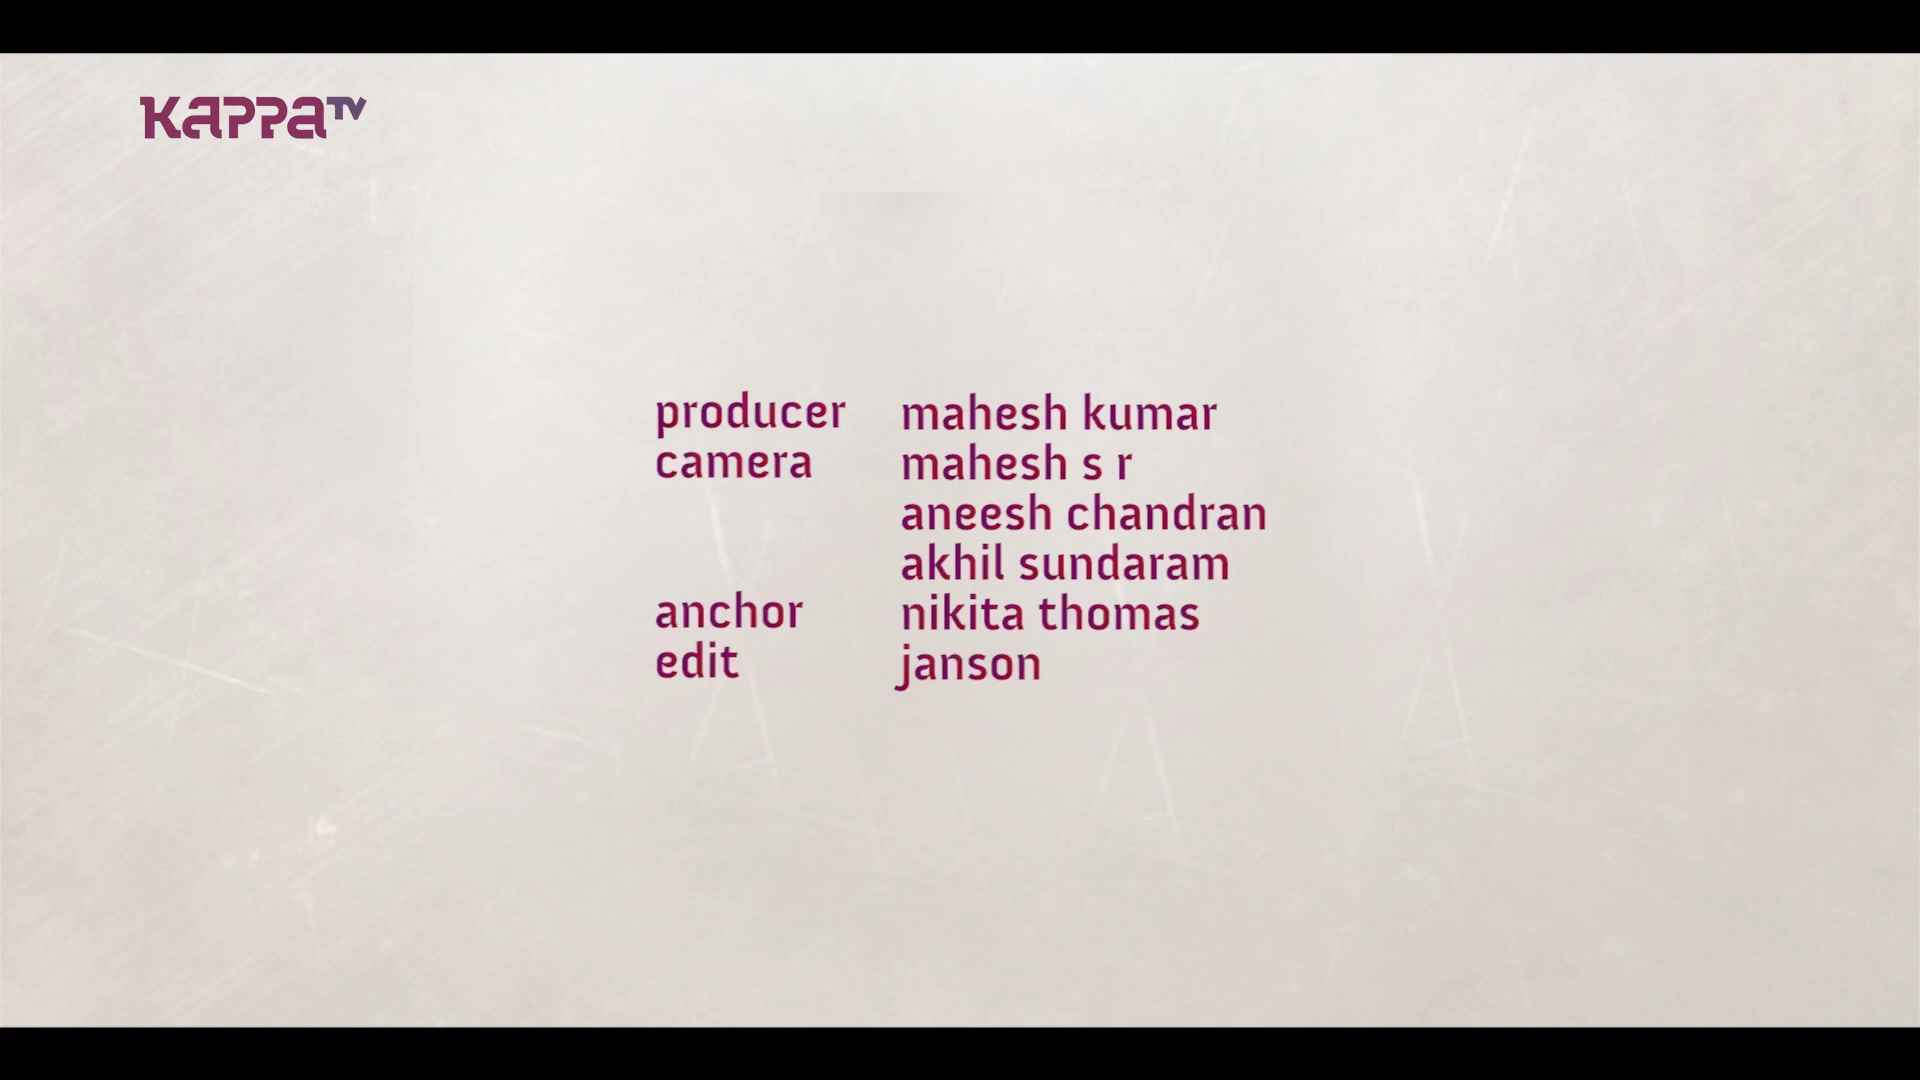 KAPPA TV
producer mahesh kumar
camera mahesh s r
aneesh chandran
akhil sundaram
anchor nikita thomas
edit janson